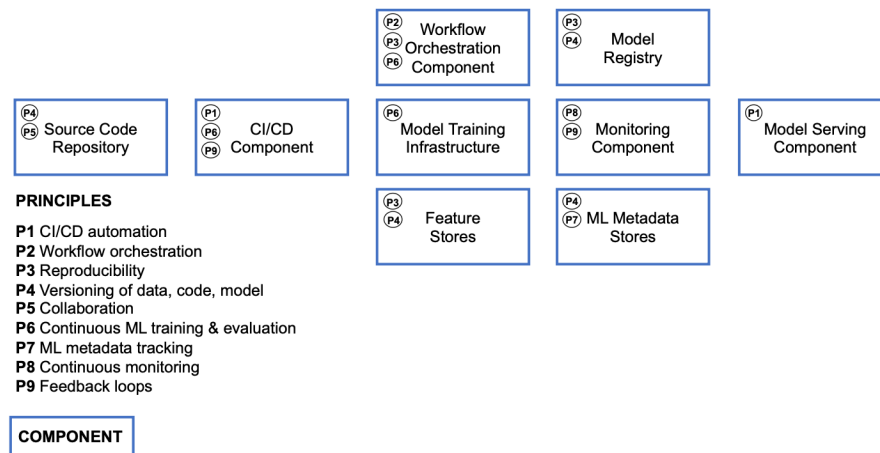 P2
P3
P6
Workflow
Orchestration
Component
P3
P4
Model
Registry
P4
P5
Source Code
Repository
P1
P6
P9
CI/CD
Component
P6
Model Training
Infrastructure
P8
P9
Monitoring
Component
P1
Model Serving
Component
P3
P4
Feature
Stores
P4
P7
ML Metadata
Stores
PRINCIPLES
P1 CI/CD automation
P2 Workflow orchestration
P3 Reproducibility
P4 Versioning of data, code, model
P5 Collaboration
P6 Continuous ML training & evaluation
P7 ML metadata tracking
P8 Continuous monitoring
P9 Feedback loops
COMPONENT